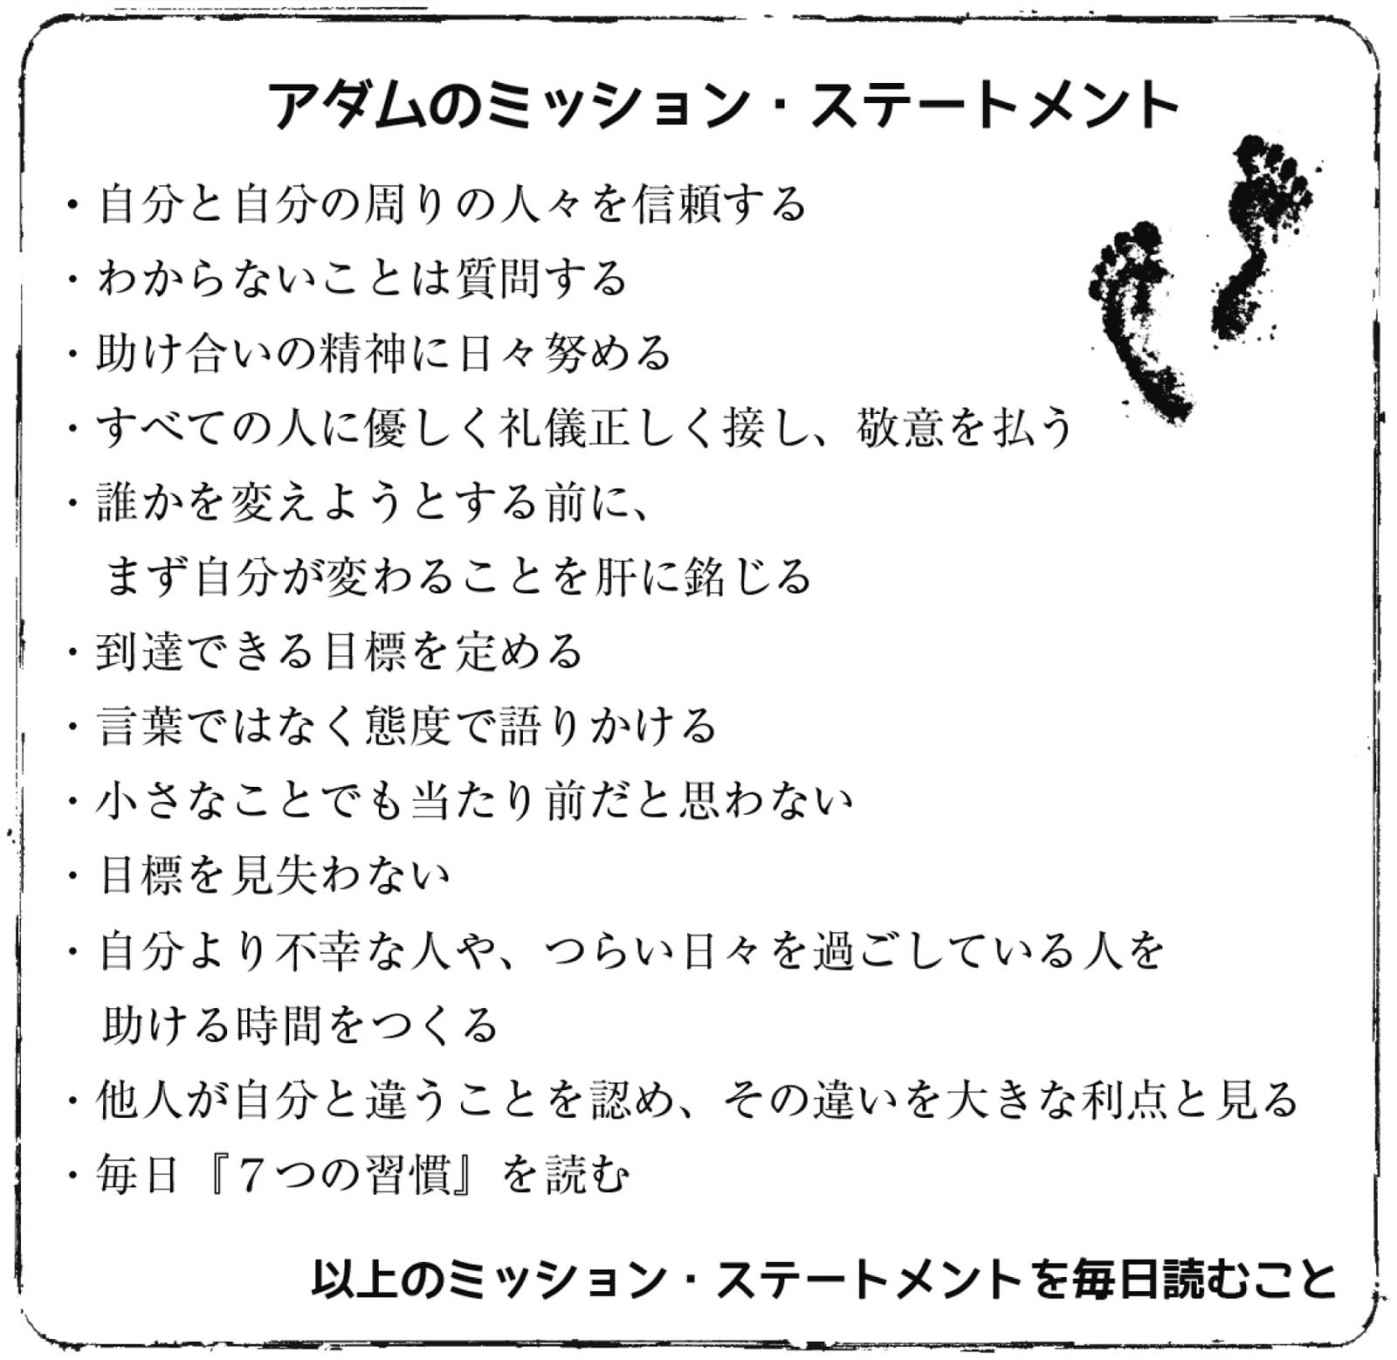 アダムのミッション・ステートメント
・自分と自分の周りの人々を信頼する
・わからないことは質問する
・助け合いの精神に日々努める
・すべての人に優しく礼儀正しく接し、敬意を払う
・誰かを変えようとする前に、
まず自分が変わることを肝に銘じる
・到達できる目標を定める
・言葉ではなく態度で語りかける
・小さなことでも当たり前だと思わない
・目標を見失わない
・自分より不幸な人や、つらい日々を過ごしている人を
助ける時間をつくる
・他人が自分と違うことを認め、その違いを大きな利点と見る
・毎日『７つの習慣』を読む
以上のミッション・ステートメントを毎日読むこと